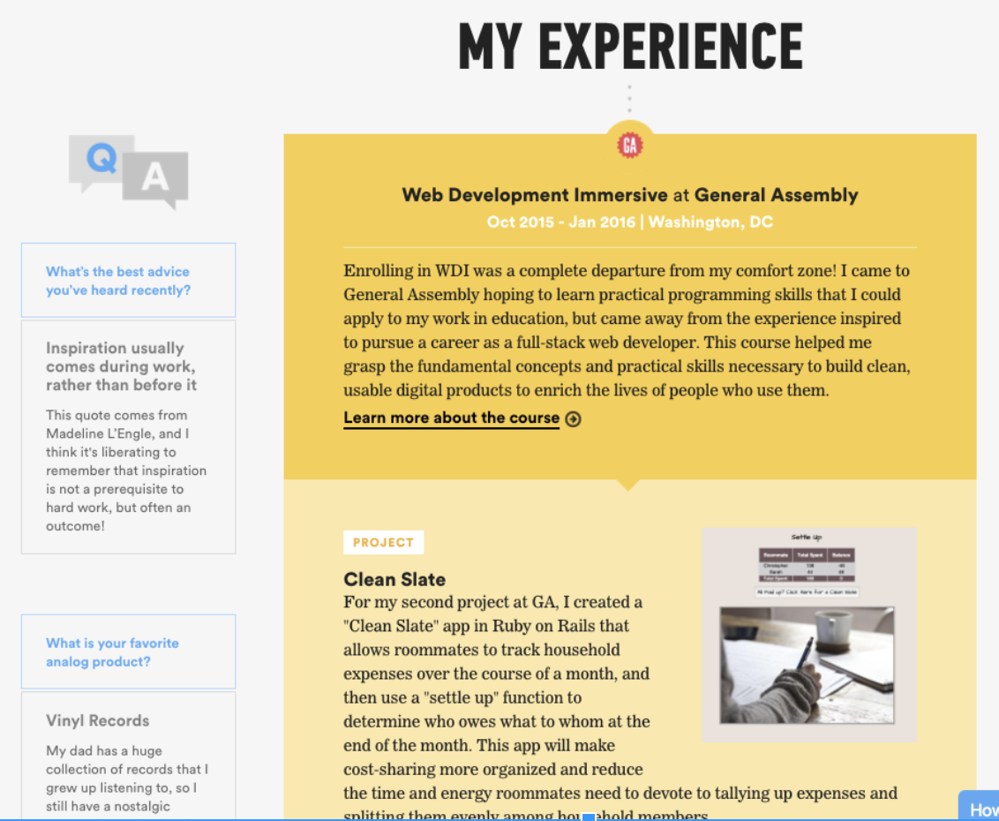 MY EXPERIENCE
GA
Q
A
What's the best advice
you've heard recently?
Inspiration usually
comes during work,
rather than before it
This quote comes from
Madeline L'Engle, and I
think it's liberating to
remember that inspiration
is not a prerequisite to
hard work, but often an
outcome!
What is your favorite
analog product?
Vinyl Records
My dad has a huge
collection of records that I
grew up listening to, so I
still have a nostalgic
Web Development Immersive at General Assembly
Oct 2015 - Jan 2016 | Washington, DC
Enrolling in WDI was a complete departure from my comfort zone! I came to
General Assembly hoping to learn practical programming skills that I could
apply to my work in education, but came away from the experience inspired
to pursue a career as a full-stack web developer. This course helped me
grasp the fundamental concepts and practical skills necessary to build clean,
usable digital products to enrich the lives of people who use them.
Learn more about the course
PROJECT
Clean Slate
For my second project at GA, I created a
"Clean Slate" app in Ruby on Rails that
allows roommates to track household
expenses over the course of a month, and
then use a "settle up" function to
determine who owes what to whom at the
end of the month. This app will make
cost-sharing more organized and reduce
the time and energy roommates need to devote to tallying up expenses and
splitting them evenly among household members
Settle Up
Roommate Total Spent Balance
Christopher
Sarah
Total Spent
All Paid up? Click Here for a Clean Slate
How